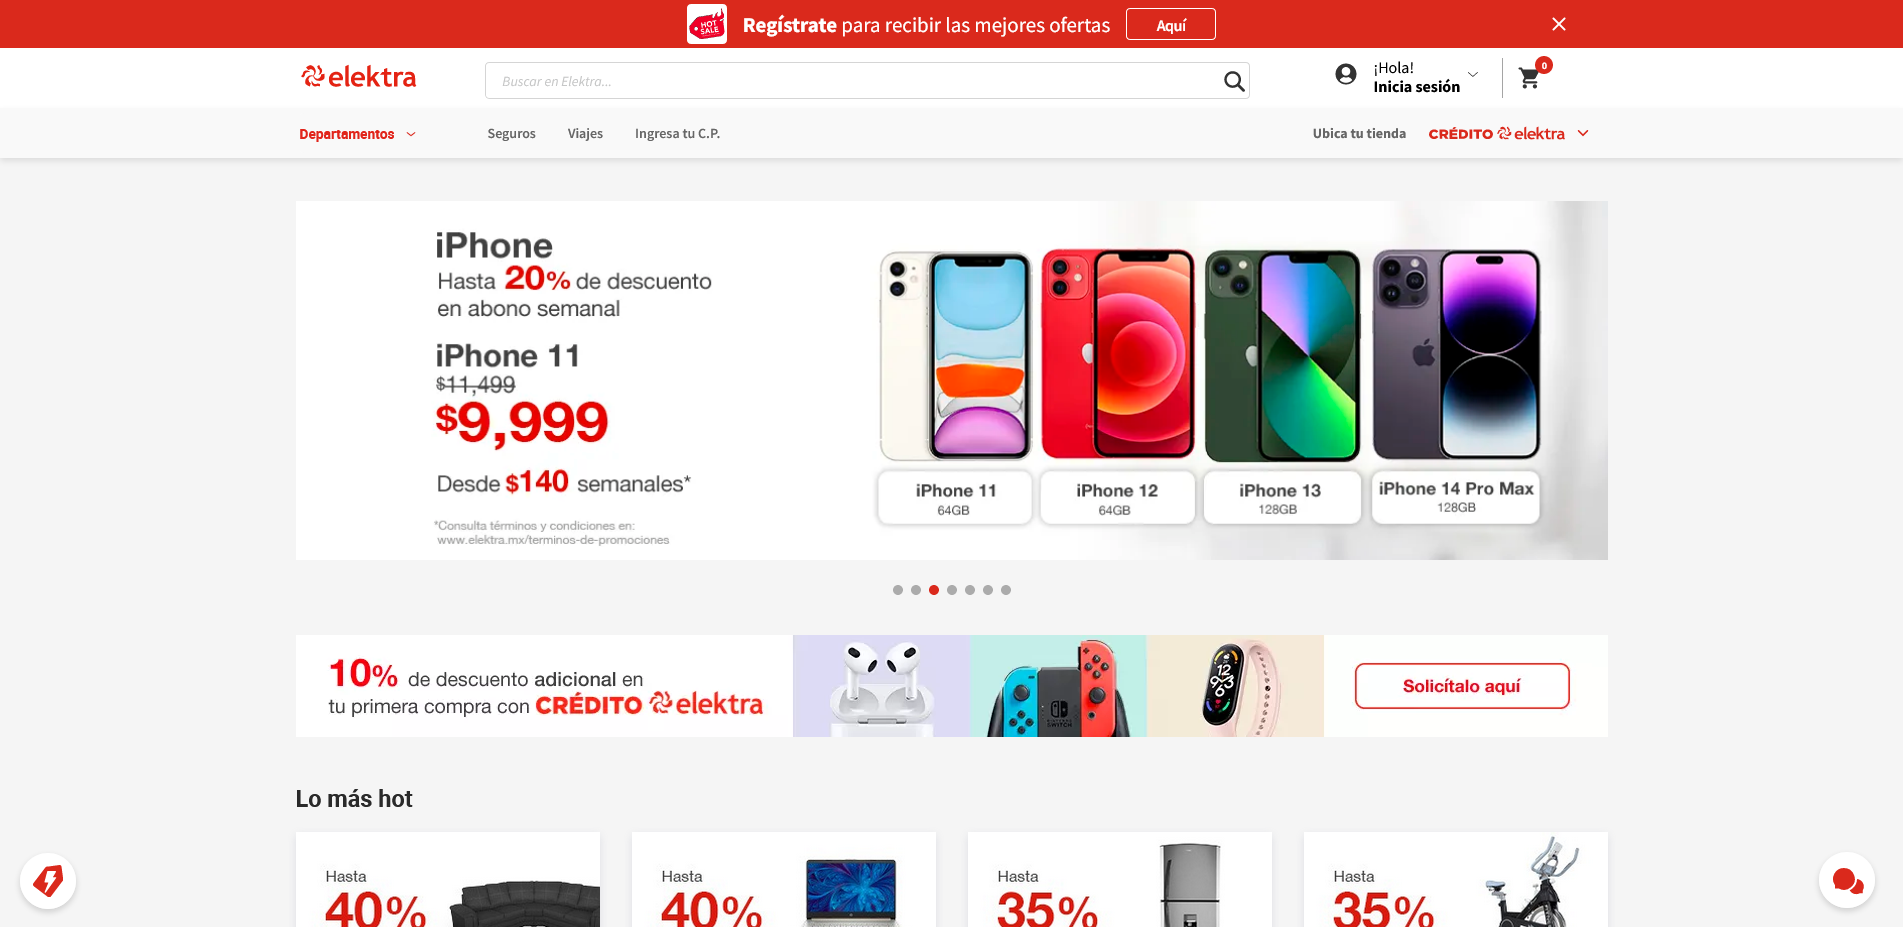 HOT SALE
Regístrate para recibir las mejores ofertas
Aquí
elektra
Buscar en Elektra...
¡Hola!
Inicia sesión
0
Departamentos
Seguros
Viajes
Ingresa tu C.P.
Ubica tu tienda
CRÉDITO elektra
iPhone
Hasta 20% de descuento
en abono semanal
iPhone 11
$11,499
$9,999
Desde $140 semanales*
*Consulta términos y condiciones en:
www.elektra.mx/terminos-de-promociones
iPhone 11
64GB
iPhone 12
64GB
iPhone 13
128GB
iPhone 14 Pro Max
128GB
10% de descuento adicional en
tu primera compra con CRÉDITO elektra
NINTENDO
SWITCH
Solicítalo aquí
Lo más hot
Hasta
40%
Hasta
40%
Hasta
35%
Hasta
35%